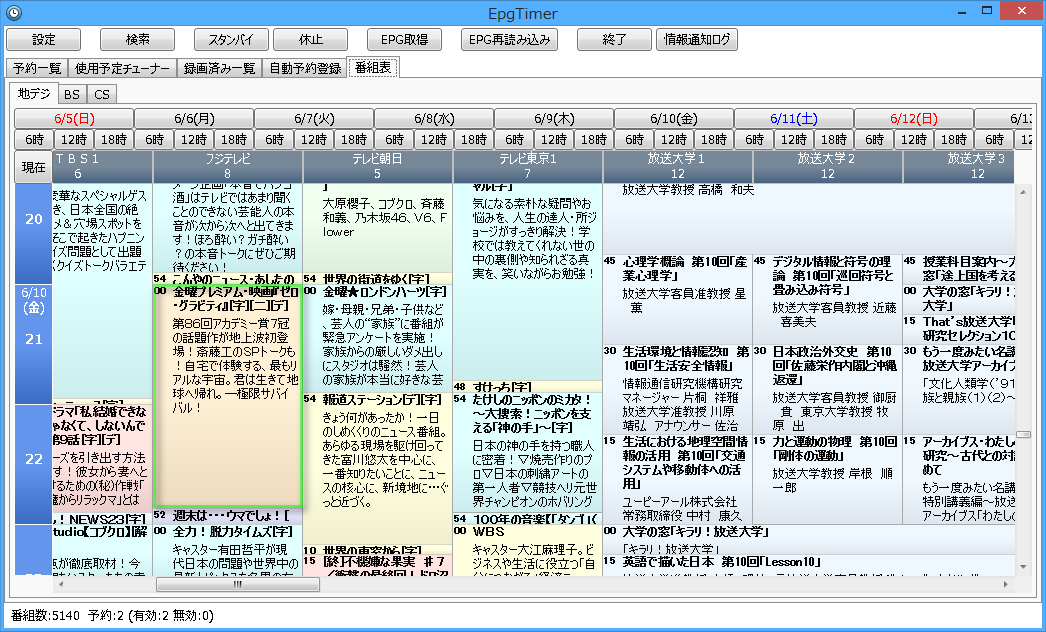 EpgTimer
設定 検索 スタンバイ 休止 EPG取得 EPG再読み込み 終了 情報通知ログ
予約一覧 使用予定チューナー 録画済み一覧 自動予約登録 番組表
地デジ BS CS
6/5(日) 6/6(月) 6/7(火) 6/8(水) 6/9(木) 6/10(金) 6/11(土) 6/12(日)
6時 12時 18時 6時 12時 18時 6時 12時 18時 6時 12時 18時 6時 12時 18時 6時 12時 18時 6時 12時 18時 6時 12時 18時 6時
現在
TBS1
6
フジテレビ
8
テレビ朝日
5
テレビ東京1
7
放送大学1
12
放送大学2
12
放送大学3
12
20
6/10
(金)
21
22
豪華なスペシャルゲス
き、日本全国の絶
メ&穴場スポットを
そこで起きたハプニン
イズ問題として出題
くクイズトークバラエテ
ドラマ「私結婚できな
ゃなくて、しないんで
第9話[字][デ]
ーズを引き出す方法
す！彼女から妻へと
けるための(秘)作戦「
魔からリラックマ」とは
！NEWS23[字]
tudio【コブクロ】[解
酒」はテレビではあまり聞く
ことのできない芸能人の本
音が次から次へと出てきま
す！ほろ酔い？ガチ酔い
？の本音トークにぜひご期
待ください！
54 こんやのニュース・あしたの
00 金曜プレミアム・映画「ゼロ
・グラビティ」[字][二][デ]
第86回アカデミー賞7冠
の話題作が地上波初登
場！斎藤工のSPトークも
！自宅で体験する、最もリ
アルな宇宙。君は生きて地
球へ帰れ。一極限サバイ
バル！
52 週末は・・・ウマでしょ！[
00 全力！脱力タイムズ[字]
キャスター有田哲平が現
代日本の問題や世界中の
大原櫻子、コブクロ、斉藤
和義、乃木坂46、V6、F
lower
54 世界の街道をゆく[字]
00 金曜★ロンドンハーツ[字]
嫁・母親・兄弟・子供など
、芸人の“家族”に番組が
緊急アンケートを実施！
家族からの厳しいダメ出し
にスタジオは騒然！芸人
の家族が本当に好きな芸
54 報道ステーション[デ][字]
きょう何があったか！一日
のしめくくりのニュース番組。
あらゆる現場を駆け回って
きた富川悠太を中心に、
一番知りたいことに、ニュー
スの核心に、新境地に…ぐ
っと近づく。
10 世界の車窓から[字]
15 [終]不機嫌な果実 #7
気になる素朴な疑問やお
悩みを、人生の達人・所ジ
ョージがすっきり解決！学
校では教えてくれない世の
中の裏側や知られざる真
実を、笑いながらお勉強！
48 すけっち[字]
54 たけしのニッポンのミカタ！
～大捜索！ニッポンを支
える「神の手」～[字]
日本の神の手を持つ職人
に密着！▽焼売作りのプ
ロ▽日本の刺繍アートの
第一人者▽競技ヘリ元世
界チャンピオンのホバリング
54 100年の音楽【「タンゴ」】(
00 WBS
キャスター大江麻理子。ビ
ジネスや生活に役立つ「自
放送大学教授 高橋 和夫
45 心理学概論 第10回「産
業心理学」
放送大学客員准教授 星
薫
30 生活環境と情報認知 第
10回「生活安全情報」
情報通信研究機構研究
マネージャー 片桐 祥雅
放送大学准教授 川原
靖弘 アナウンサー 佐治
15 生活における地理空間情
報の活用 第10回「交通
システムや移動体への活
用」
ユーピーアール株式会社
常務取締役 中村 康久
00 大学の窓「キラリ！放送大学」
「キラリ！放送大学」
15 英語で描いた日本 第10回「Lesson10」
45 デジタル情報と符号の理
論 第10回「巡回符号と
畳み込み符号」
放送大学客員教授 近藤
喜美夫
30 日本政治外交史 第10
回「佐藤栄作内閣と沖縄
返還」
放送大学客員教授 御厨
貴 東京大学教授 牧
原 出
15 力と運動の物理 第10回
「剛体の運動」
放送大学教授 岸根 順
一郎
45 授業科目案内～大
窓「途上国を考える
00 大学の窓「キラリ！
大学」
15 That's放送大学
研究セレクション10
30 もう一度みたい名講
放送大学アーカイブ
「文化人類学('91
族と親族(1)(2)～
15 アーカイブス・わたし
研究～古代との対
めて
もう一度みたい名講
特別講義編～放送
アーカイブス「わたしの
番組数:5140 予約:2 (有効:2 無効:0)